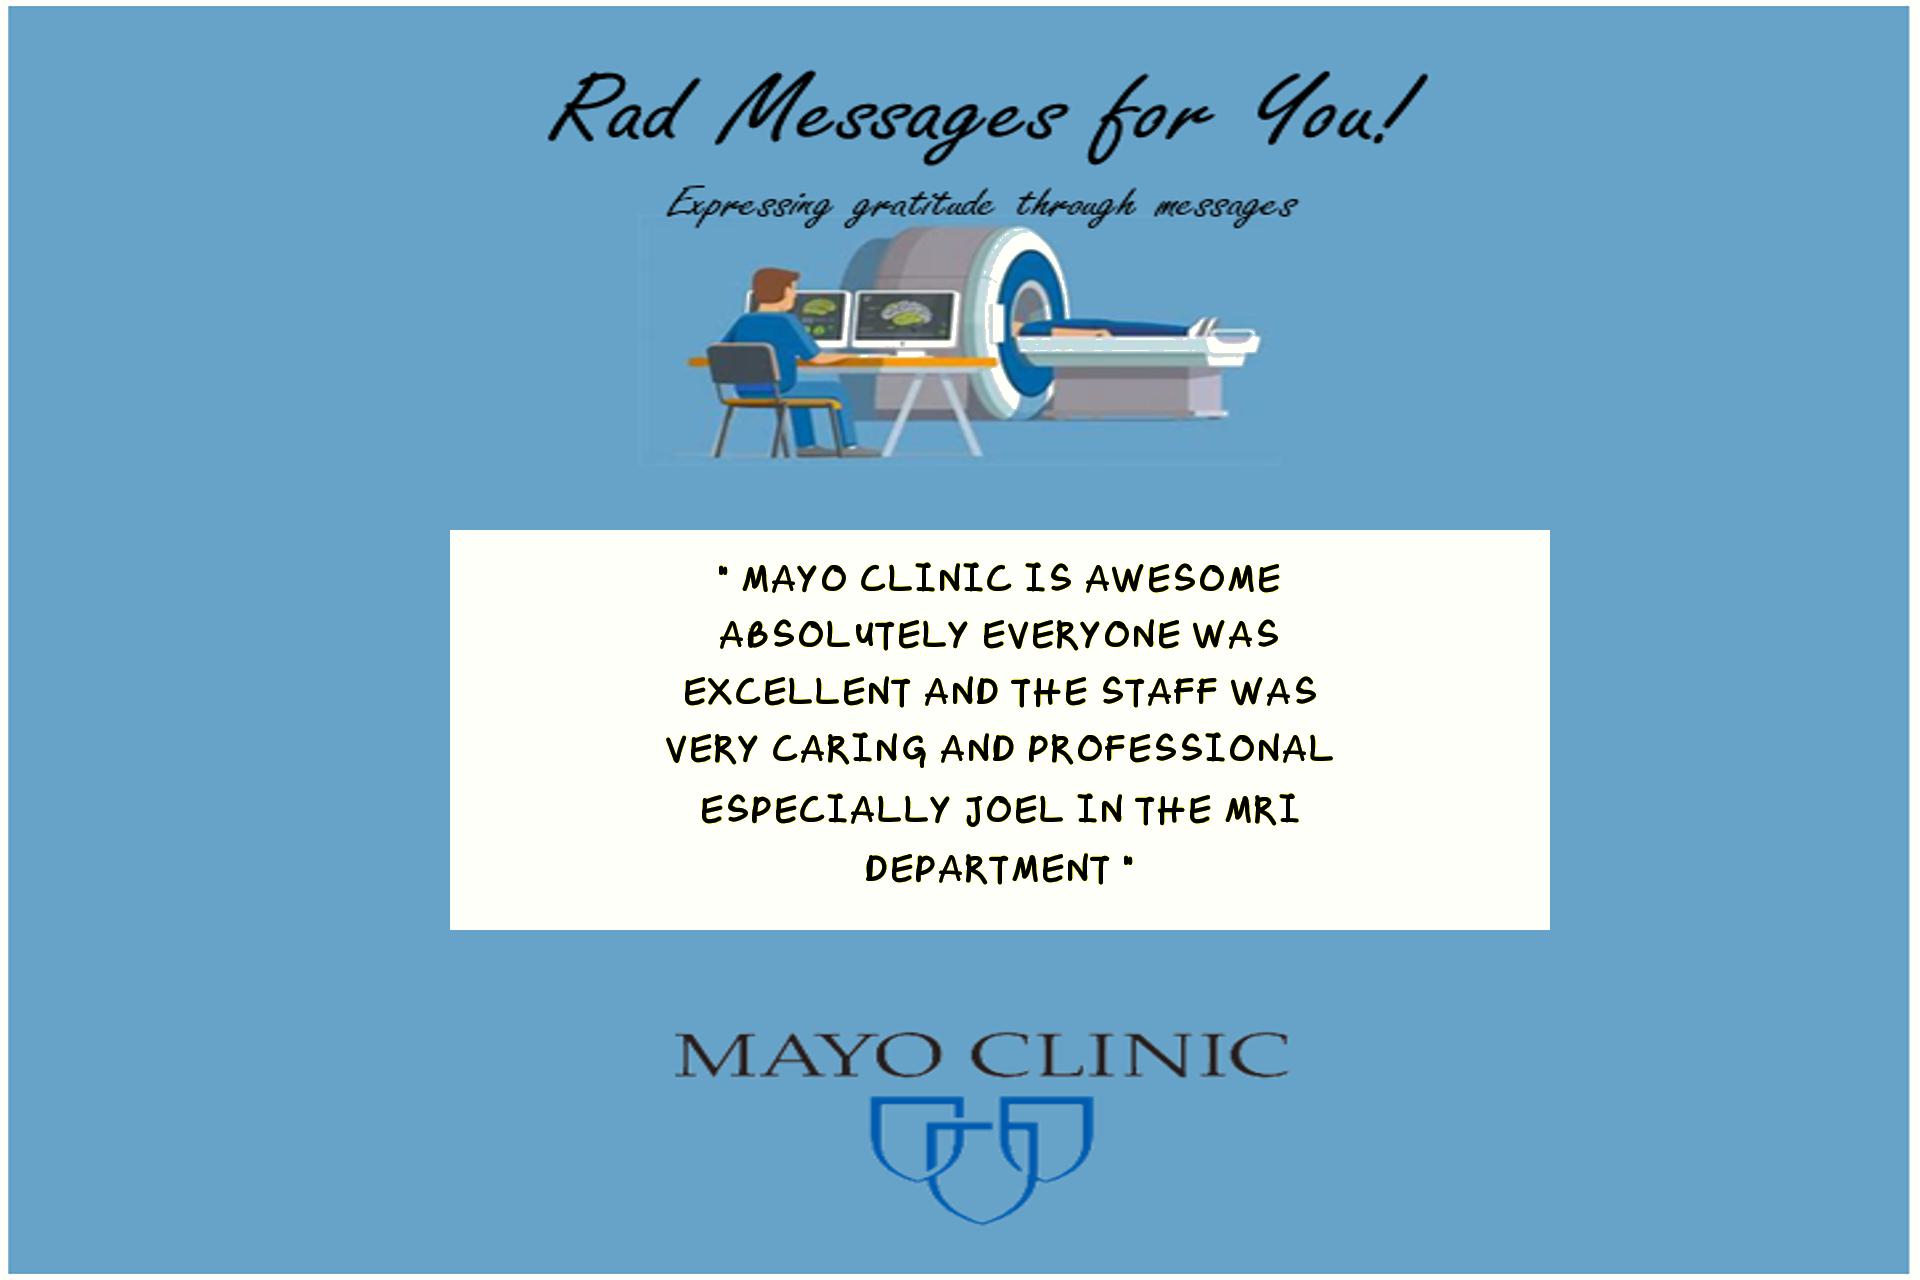 Rad Messages for You!
Expressing gratitude through messages
" MAYO CLINIC IS AWESOME
ABSOLUTELY EVERYONE WAS
EXCELLENT AND THE STAFF WAS
VERY CARING AND PROFESSIONAL
ESPECIALLY JOEL IN THE MRI
DEPARTMENT "
MAYO CLINIC